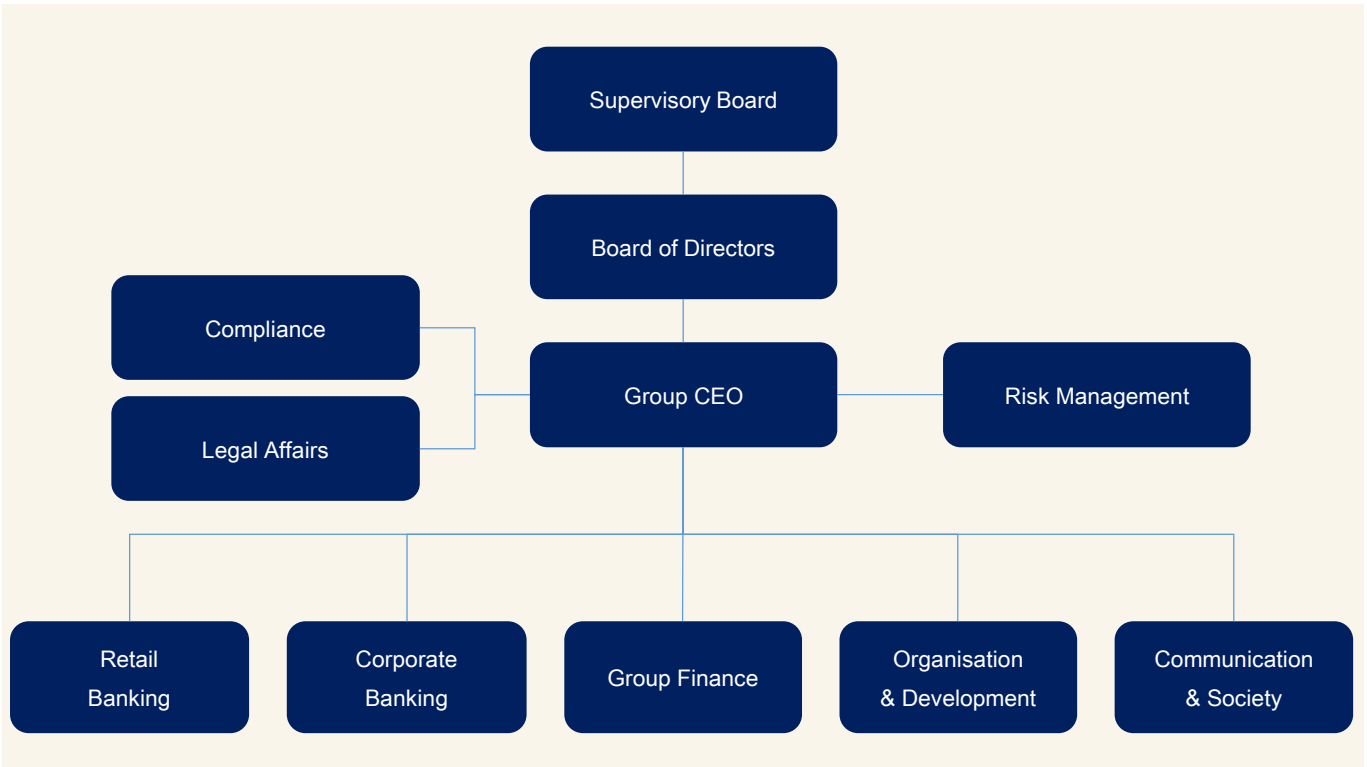 Supervisory Board
Board of Directors
Compliance
Group CEO
Risk Management
Legal Affairs
Retail
Banking
Corporate
Banking
Group Finance
Organisation
& Development
Communication
& Society